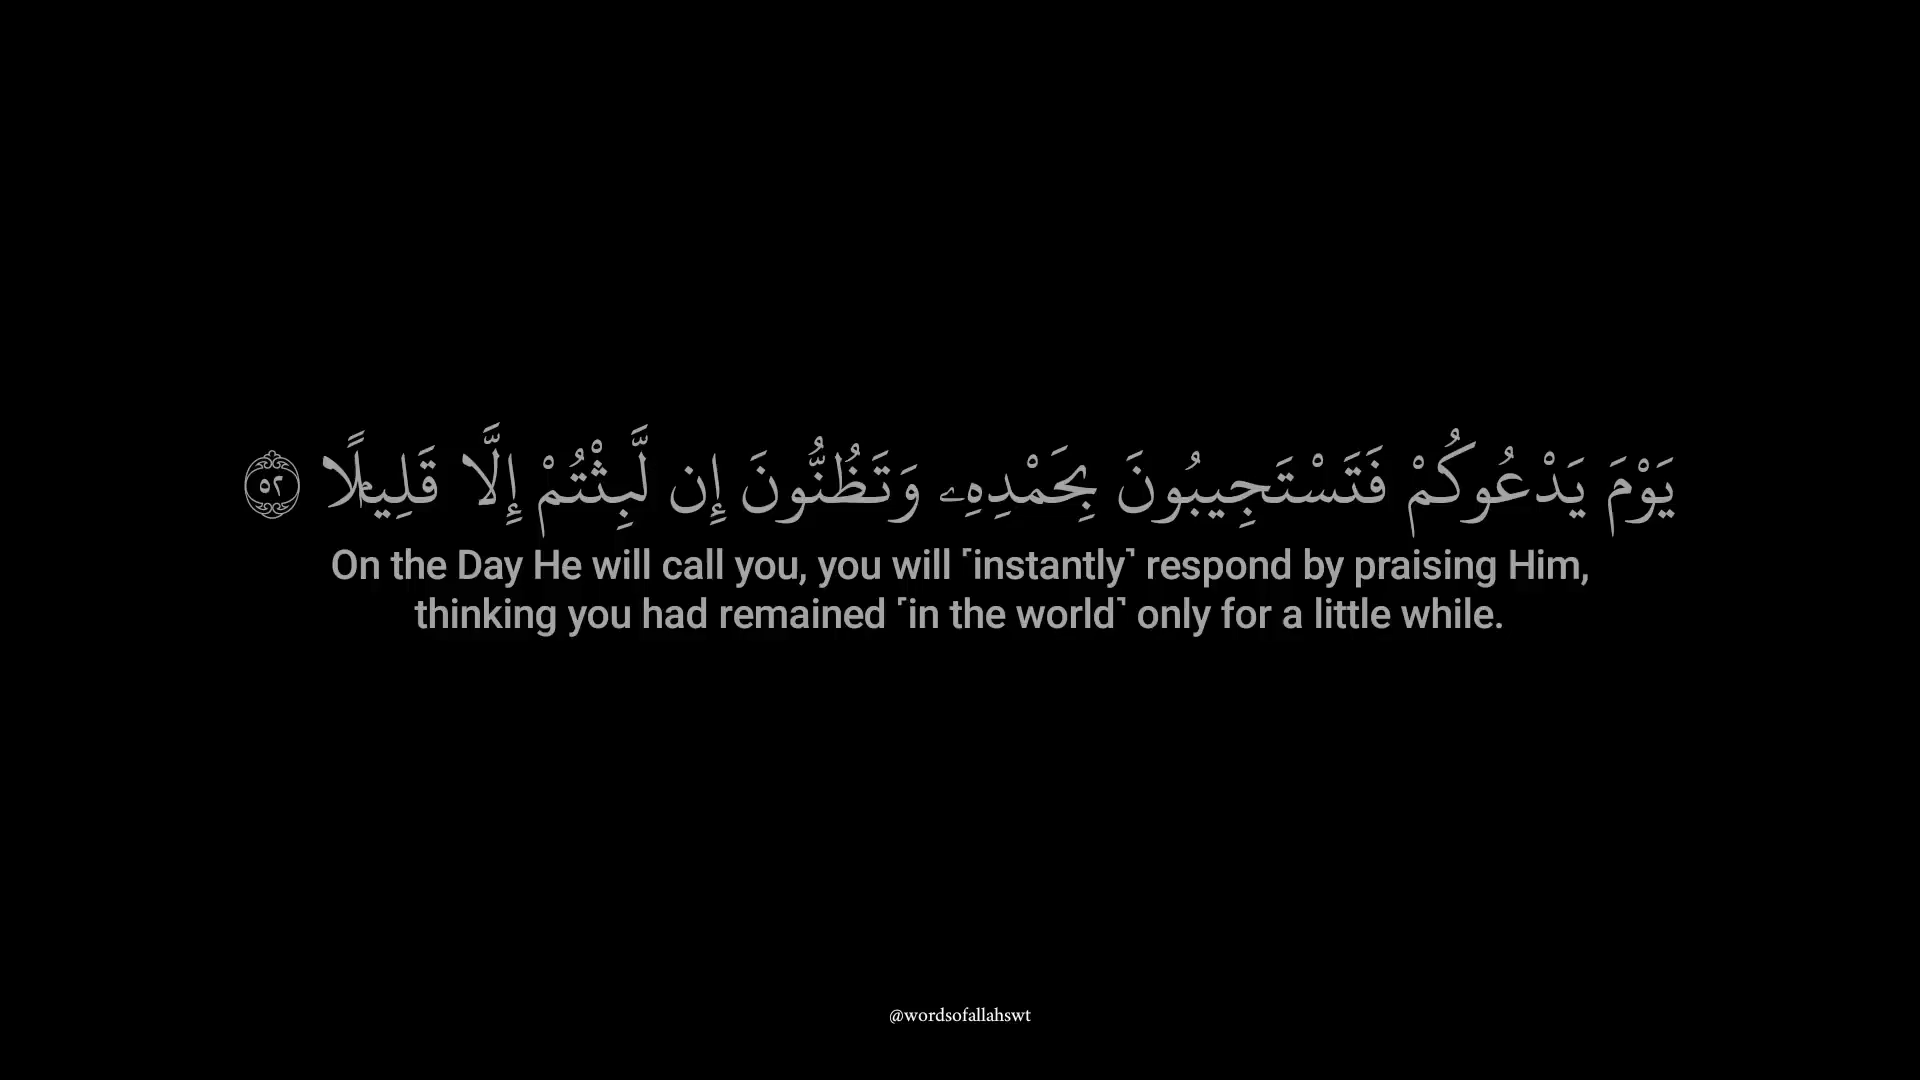 يَوْمَ يَدْعُوكُمْ فَتَسْتَجِيبُونَ بِحَمْدِهِۦ وَتَظُنُّونَ إِن لَّبِثْتُمْ إِلَّا قَلِيلًا ٥٢
On the Day He will call you, you will ˹instantly˺ respond by praising Him,
thinking you had remained ˹in the world˺ only for a little while.
@wordsofallahswt